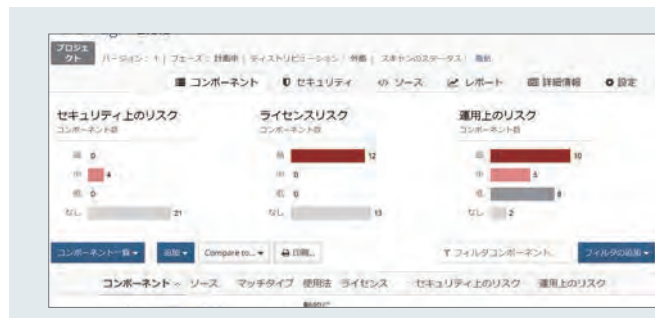 プロジェクト バージョン: 1 | フェーズ: 計画中 | ディストリビューション: 外部 | スキャンのステータス:
コンポーネント セキュリティ </> ソース レポート 詳細情報 設定
セキュリティ上のリスク ライセンスリスク 運用上のリスク
コンポーネント数 コンポーネント数 コンポーネント数
高 0 高 12 高 10
中 4 中 0 中 5
低 0 低 0 低 8
なし 21 なし 13 なし 2
コンポーネント一覧 追加 Compare to... 印刷... フィルタコンポーネント... フィルタの追加
コンポーネント ソース マッチタイプ 使用法 ライセンス セキュリティ上のリスク 運用上のリスク